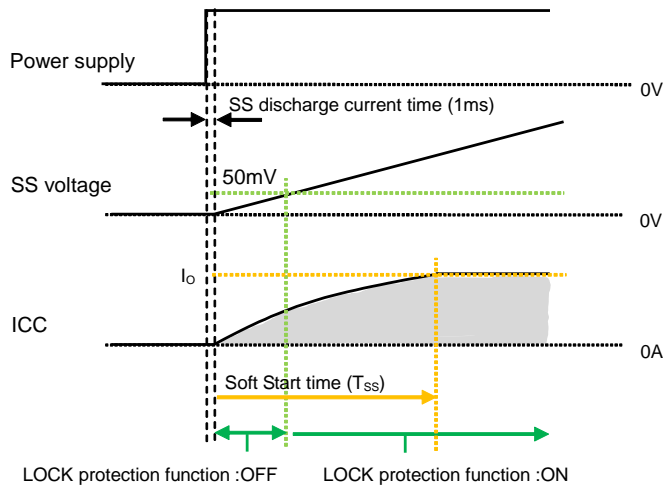 Power supply
0V
SS discharge current time (1ms)
SS voltage
50mV
0V
Io
ICC
0A
Soft Start time (Tss)
LOCK protection function :OFF
LOCK protection function :ON